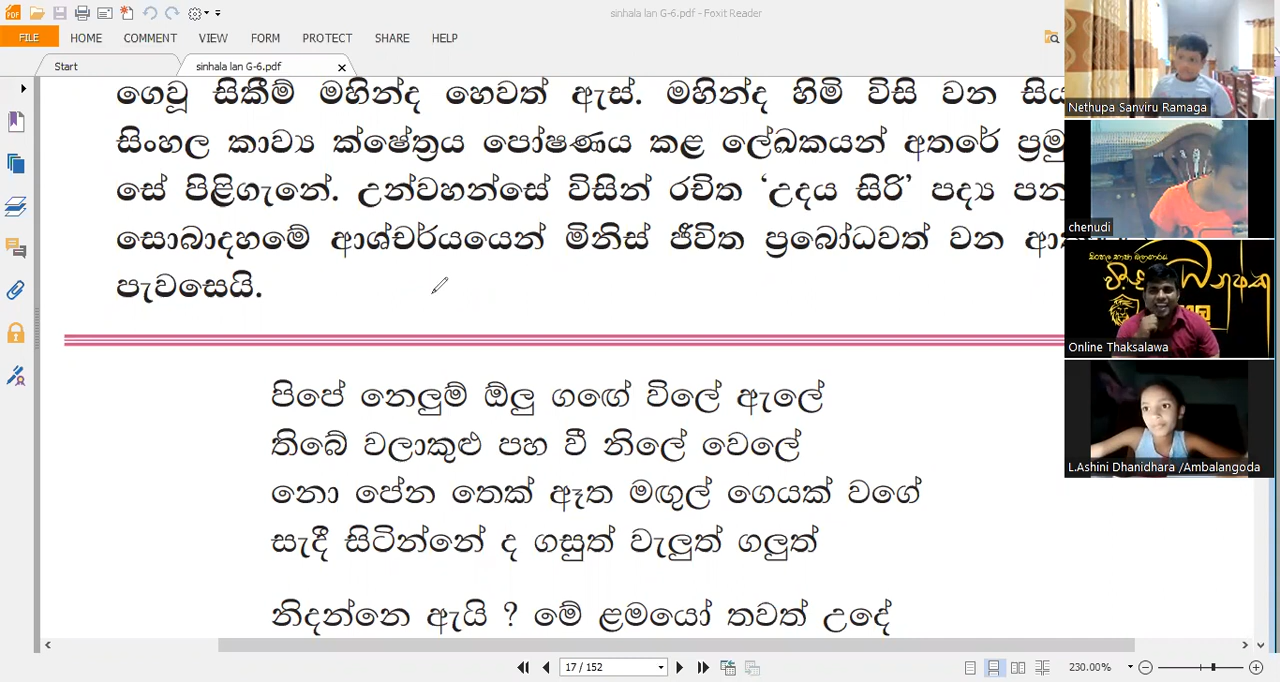 sinhala lan G-6.pdf - Foxit Reader
FILE HOME COMMENT VIEW FORM PROTECT SHARE HELP
Start sinhala lan G-6.pdf
ගෙවූ සිකීම් මහින්ද හෙවත් ඇස්. මහින්ද හිමි විසි වන සිය
සිංහල කාව්‍ය ක්ෂේත්‍රය පෝෂණය කළ ලේඛකයන් අතරේ ප්‍රමු
සේ පිළිගැනේ. උන්වහන්සේ විසින් රචිත ‘උදය සිරි’ පද්‍ය පන
සොබාදහමේ ආශ්චර්යයෙන් මිනිස් ජීවිත ප්‍රබෝධවත් වන ආ
පැවසෙයි.
පිපේ නෙලුම් ඕලු ගඟේ විලේ ඇලේ
තිබේ වලාකුළු පහ වී නිලේ වෙලේ
නො පේන තෙක් ඈත මඟුල් ගෙයක් වගේ
සැදී සිටින්නේ ද ගසුත් වැලුත් ගලුත්
නිදන්නෙ ඇයි ? මේ ළමයෝ තවත් උදේ
Nethupa Sanviru Ramaga
chenudi
Online Thaksalawa
L.Ashini Dhanidhara /Ambalangoda
17 / 152
230.00%